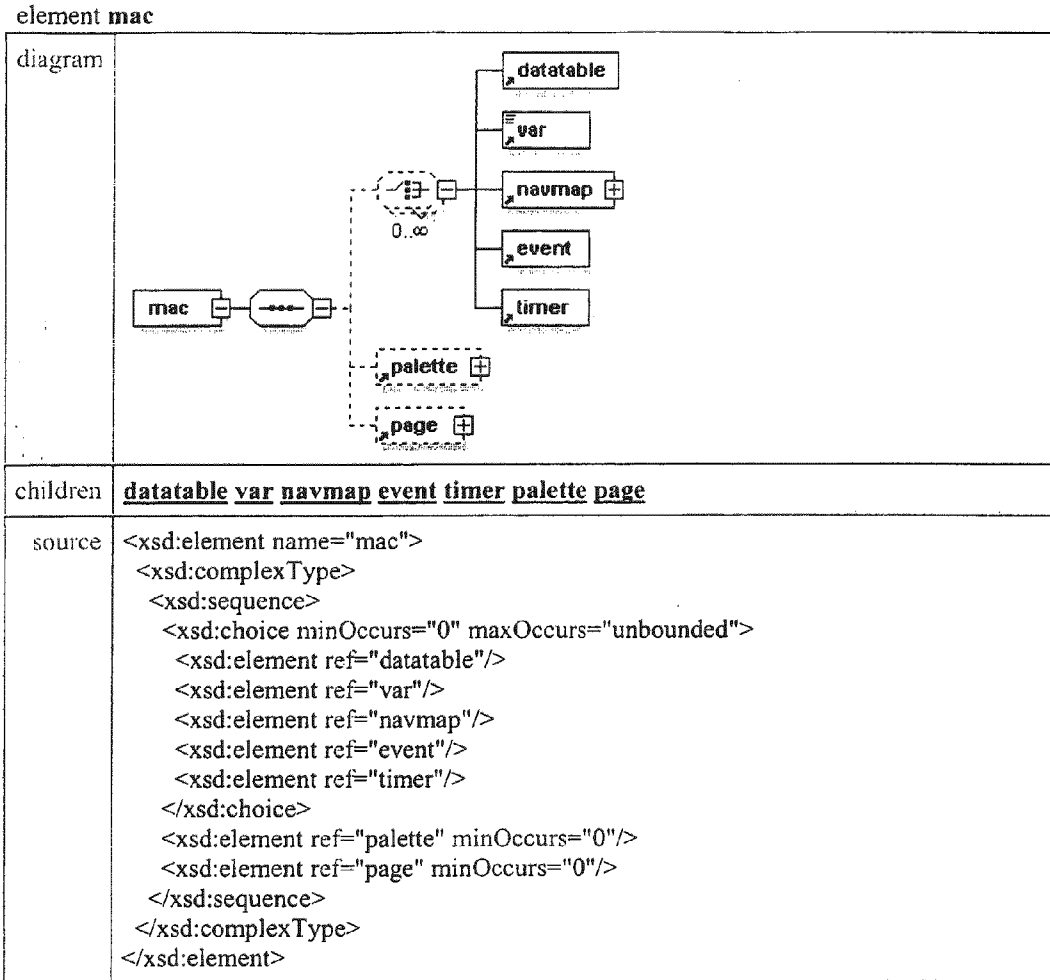 element mac
diagram
datatable
var
navmap
0..∞
event
mac
timer
palette
page
children datatable var navmap event timer palette page
source <xsd:element name="mac">
<xsd:complexType>
<xsd:sequence>
<xsd:choice minOccurs="0" maxOccurs="unbounded">
<xsd:element ref="datatable"/>
<xsd:element ref="var"/>
<xsd:element ref="navmap"/>
<xsd:element ref="event"/>
<xsd:element ref="timer"/>
</xsd:choice>
<xsd:element ref="palette" minOccurs="0"/>
<xsd:element ref="page" minOccurs="0"/>
</xsd:sequence>
</xsd:complexType>
</xsd:element>